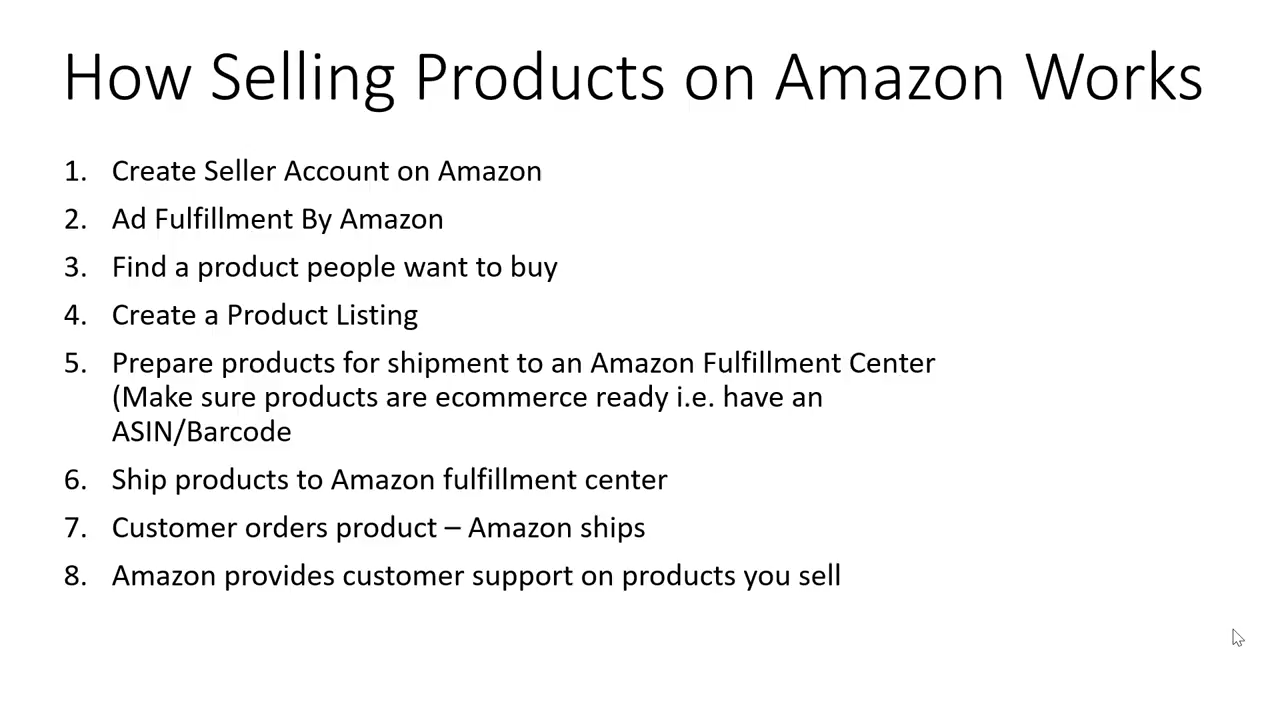 How Selling Products on Amazon Works
1. Create Seller Account on Amazon
2. Ad Fulfillment By Amazon
3. Find a product people want to buy
4. Create a Product Listing
5. Prepare products for shipment to an Amazon Fulfillment Center
(Make sure products are ecommerce ready i.e. have an
ASIN/Barcode
6. Ship products to Amazon fulfillment center
7. Customer orders product – Amazon ships
8. Amazon provides customer support on products you sell